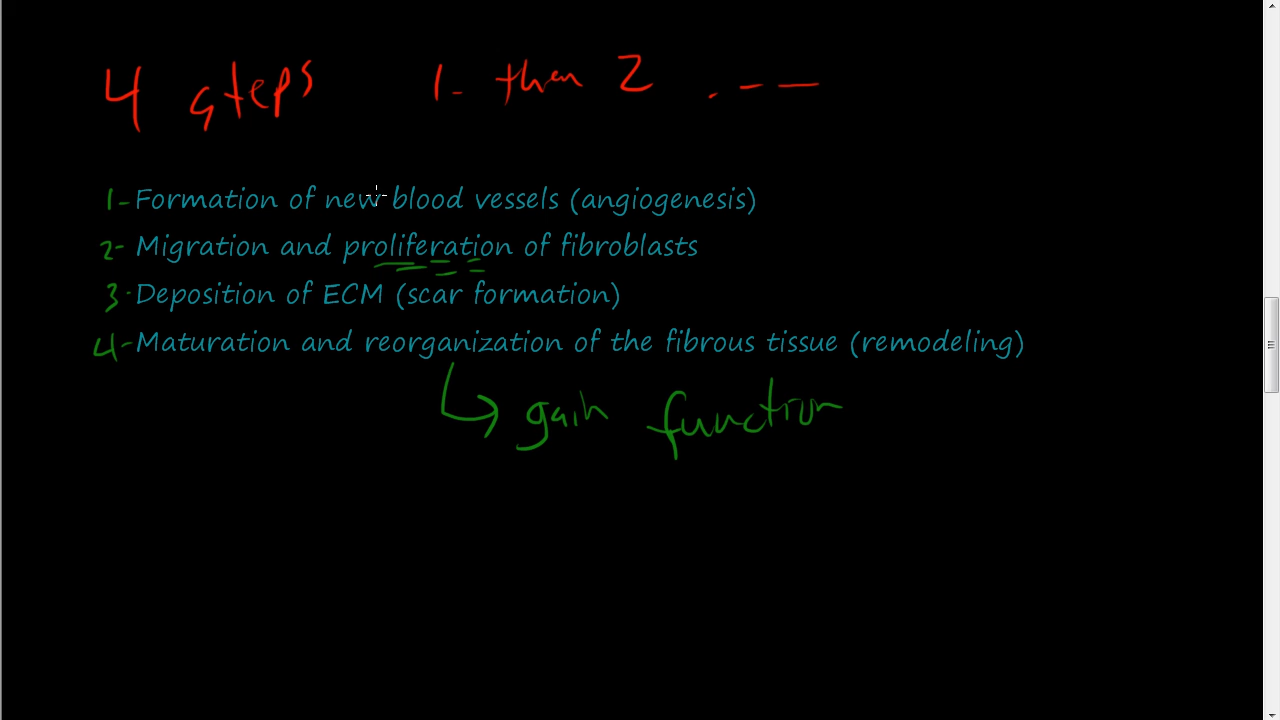 4 steps 1- then 2 . - —
1- Formation of new blood vessels (angiogenesis)
2- Migration and proliferation of fibroblasts
3- Deposition of ECM (scar formation)
4- Maturation and reorganization of the fibrous tissue (remodeling)
gain function